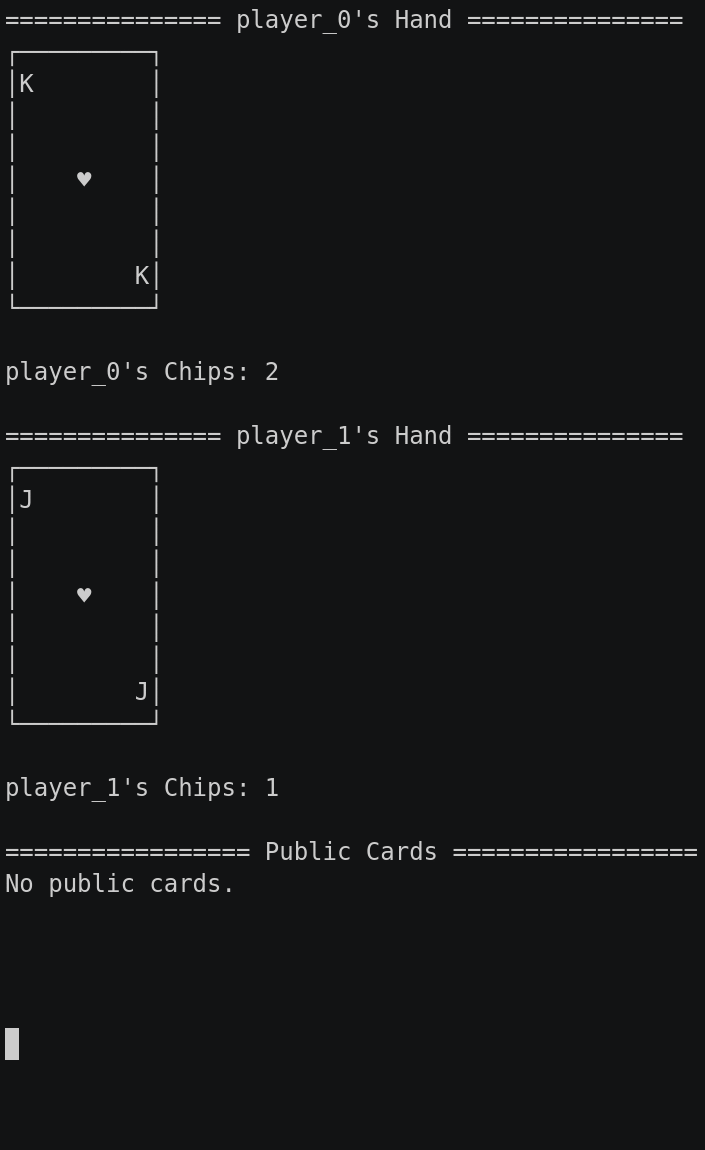 =============== player_0's Hand ===============
┌─────────┐
│K        │
│         │
│         │
│    ♥    │
│         │
│         │
│        K│
└─────────┘
player_0's Chips: 2
=============== player_1's Hand ===============
┌─────────┐
│J        │
│         │
│         │
│    ♥    │
│         │
│         │
│        J│
└─────────┘
player_1's Chips: 1
================= Public Cards =================
No public cards.